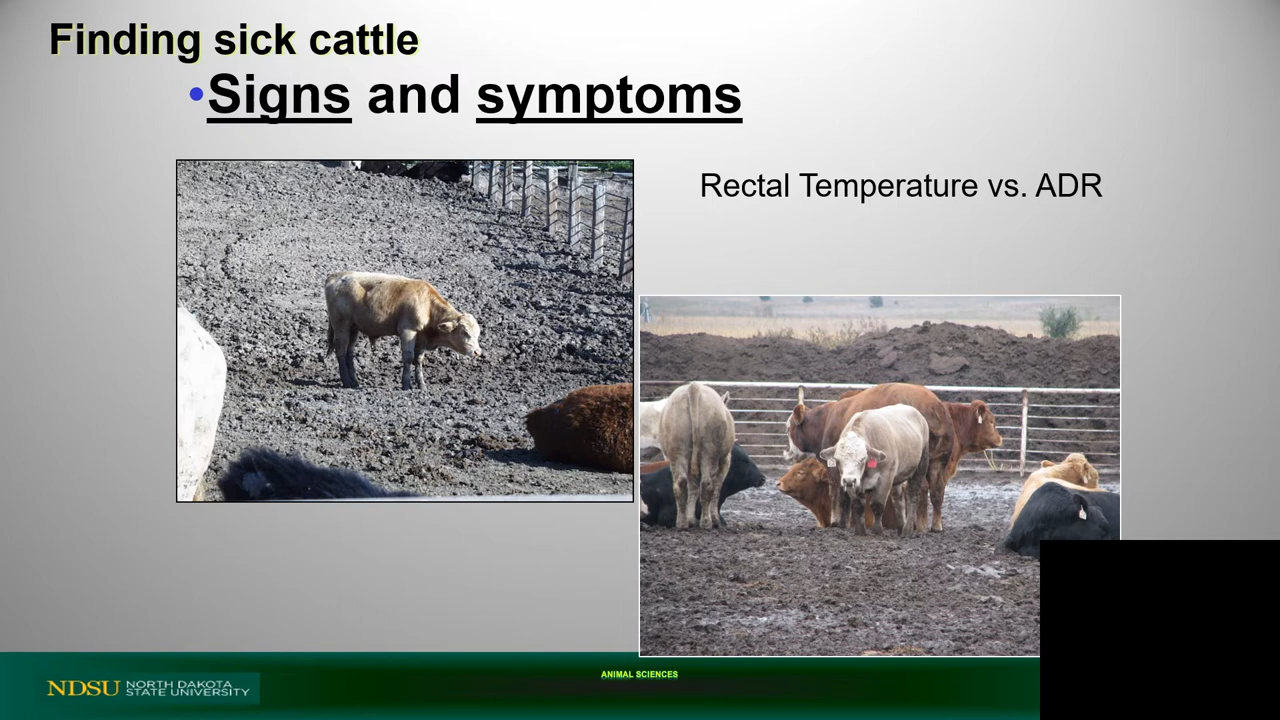 Finding sick cattle
•Signs and symptoms
Rectal Temperature vs. ADR
ANIMAL SCIENCES
NDSU NORTH DAKOTA
STATE UNIVERSITY